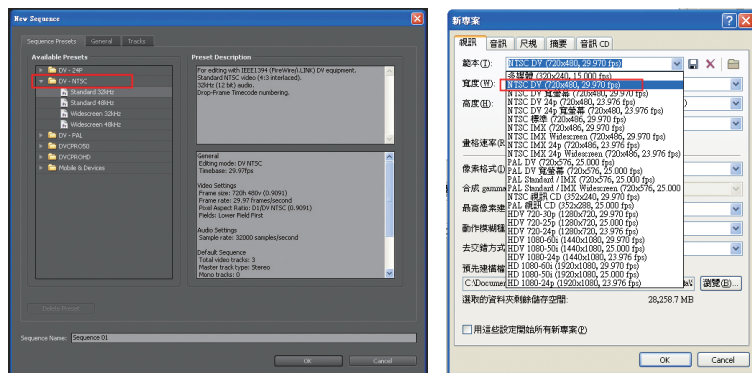 New Sequence
Sequence Presets General Tracks
Available Presets
DV - 24P
DV - NTSC
Standard 32kHz
Standard 48kHz
Widescreen 32kHz
Widescreen 48kHz
DV - PAL
DVCPRO50
DVCPROHD
Mobile & Devices
Delete Preset
Preset Description
For editing with IEEE1394 (FireWire/i.LINK) DV equipment.
Standard NTSC video (4:3 interlaced).
32kHz (12 bit) audio.
Drop-Frame Timecode numbering.
General
Editing mode: DV NTSC
Timebase: 29.97fps
Video Settings
Frame size: 720h 480v (0.9091)
Frame rate: 29.97 frames/second
Pixel Aspect Ratio: D1/DV NTSC (0.9091)
Fields: Lower Field First
Audio Settings
Sample rate: 32000 samples/second
Default Sequence
Total video tracks: 3
Master track type: Stereo
Mono tracks: 0
Sequence Name: Sequence 01
OK Cancel
新專案
視訊 音訊 尺規 摘要 音訊 CD
範本(T): NTSC DV (720x480, 29.970 fps)
多媒體 (320x240, 15.000 fps)
寬度(W): NTSC DV (720x480, 29.970 fps)
NTSC DV 寬螢幕 (720x480, 29.970 fps)
高度(H): NTSC DV 24p (720x480, 23.976 fps)
NTSC DV 24p 寬螢幕 (720x480, 23.976 fps)
NTSC 標準 (720x486, 29.970 fps)
NTSC IMX (720x486, 29.970 fps)
NTSC IMX Widescreen (720x486, 29.970 fps)
畫格速率(R NTSC IMX 24p (720x486, 23.976 fps)
NTSC IMX 24p Widescreen (720x486, 23.976 fps)
像素格式(I PAL DV (720x576, 25.000 fps)
PAL DV 寬螢幕 (720x576, 25.000 fps)
PAL Standard / IMX (720x576, 25.000 fps)
合成 gamma PAL Standard / IMX Widescreen (720x576, 25.000
NTSC 視訊 CD (352x240, 29.970 fps)
最高像素建 PAL 視訊 CD (352x288, 25.000 fps)
HDV 720-30p (1280x720, 29.970 fps)
HDV 720-25p (1280x720, 25.000 fps)
動作模糊種 HDV 720-24p (1280x720, 23.976 fps)
HDV 1080-60i (1440x1080, 29.970 fps)
去交錯方式 HDV 1080-50i (1440x1080, 25.000 fps)
HDV 1080-24p (1440x1080, 23.976 fps)
預先建檔檔 HD 1080-60i (1920x1080, 29.970 fps)
HD 1080-50i (1920x1080, 25.000 fps)
C:\Documen HD 1080-24p (1920x1080, 23.976 fps) 瀏覽(B)...
選取的資料夾剩餘儲存空間: 28,258.7 MB
用這些設定開始所有新專案(P)
OK Cancel